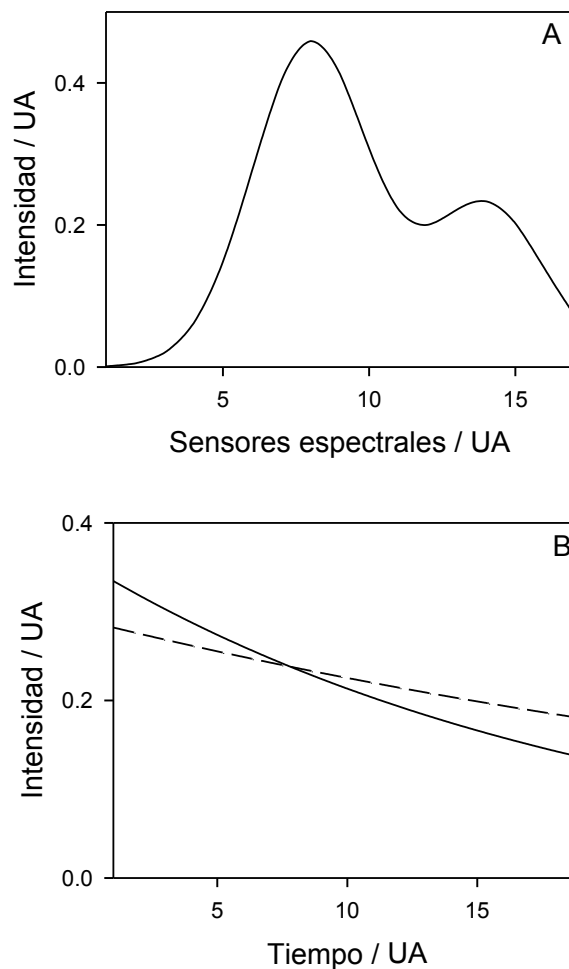 A
Intensidad / UA
0.4
0.2
0.0
5 10 15
Sensores espectrales / UA
B
Intensidad / UA
0.4
0.2
0.0
5 10 15
Tiempo / UA